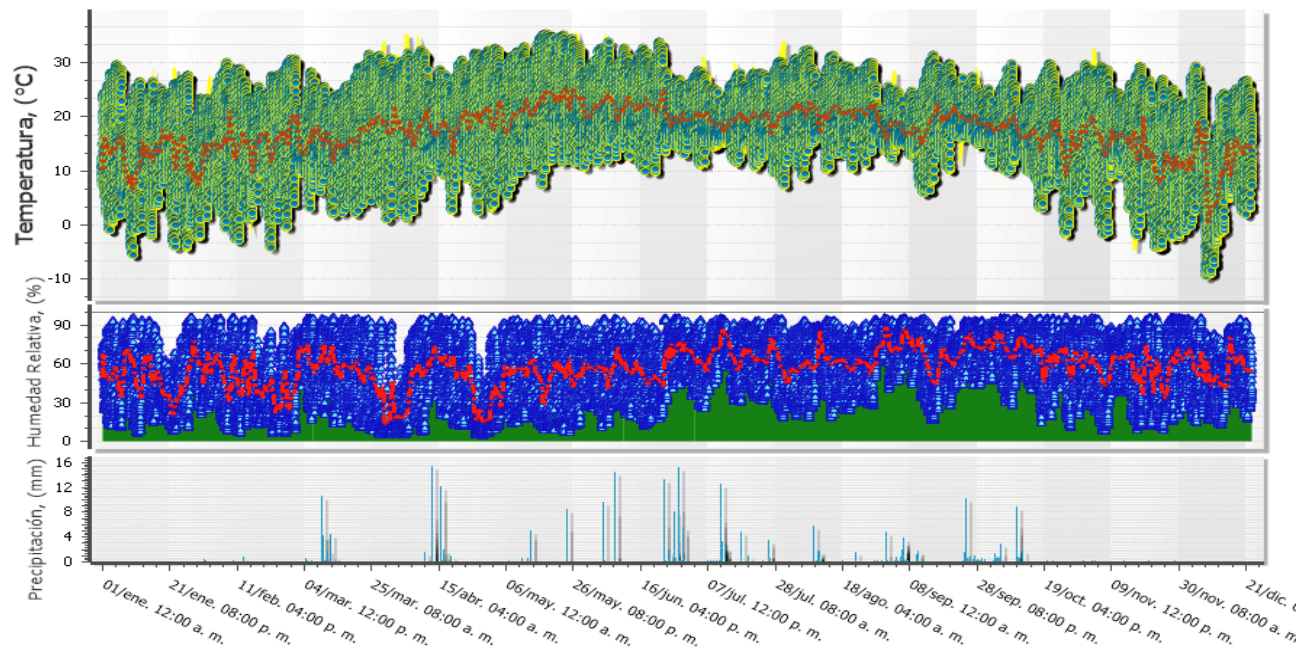 Temperatura, (°C)
30
20
10
0
-10
Humedad Relativa, (%)
90
60
30
0
Precipitación, (mm)
16
12
8
4
0
01/ene. 12:00 a. m.
21/ene. 08:00 p. m.
11/feb. 04:00 p. m.
04/mar. 12:00 p. m.
25/mar. 08:00 a. m.
15/abr. 04:00 a. m.
06/may. 12:00 a. m.
26/may. 08:00 p. m.
16/jun. 04:00 p. m.
07/jul. 12:00 p. m.
28/jul. 08:00 a. m.
18/ago. 04:00 a. m.
08/sep. 12:00 a. m.
28/sep. 08:00 p. m.
19/oct. 04:00 p. m.
09/nov. 12:00 p. m.
30/nov. 08:00 a. m.
21/dic.